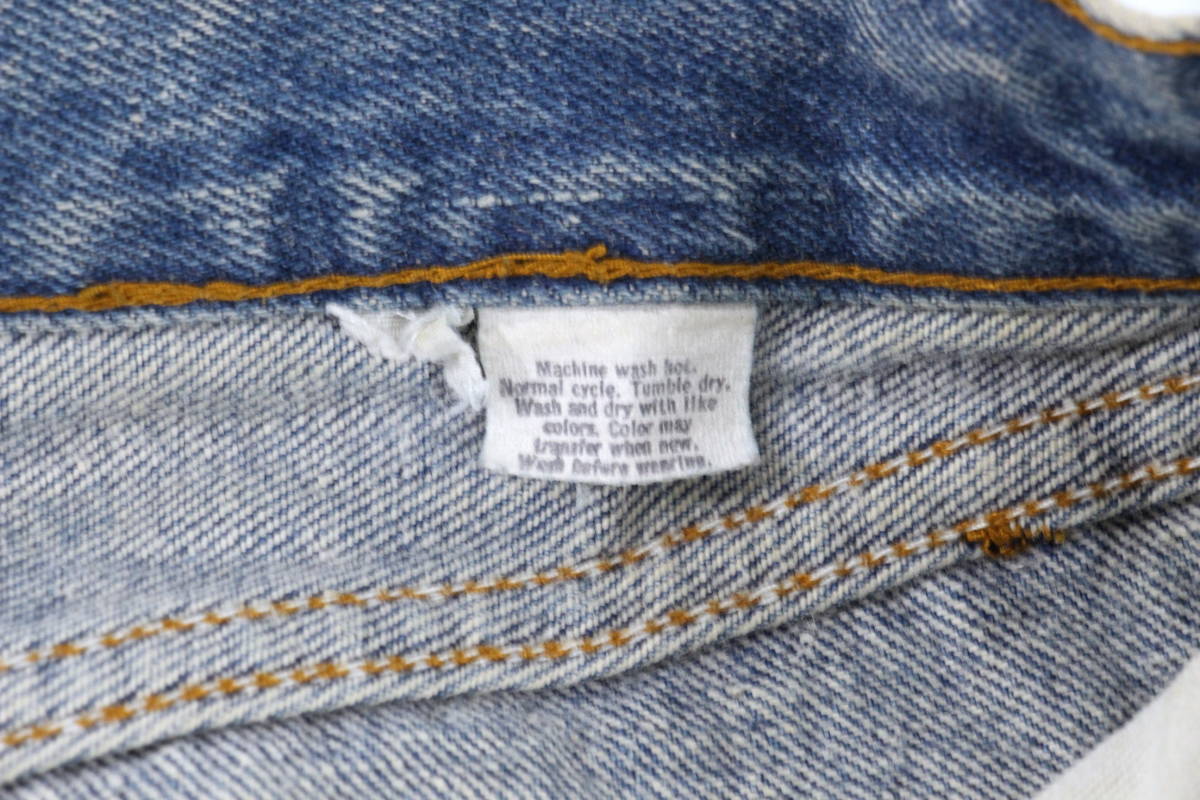 Machine wash hot.
Normal cycle. Tumble dry.
Wash and dry with like
colors. Color may
transfer when new.
Wash before wearing.